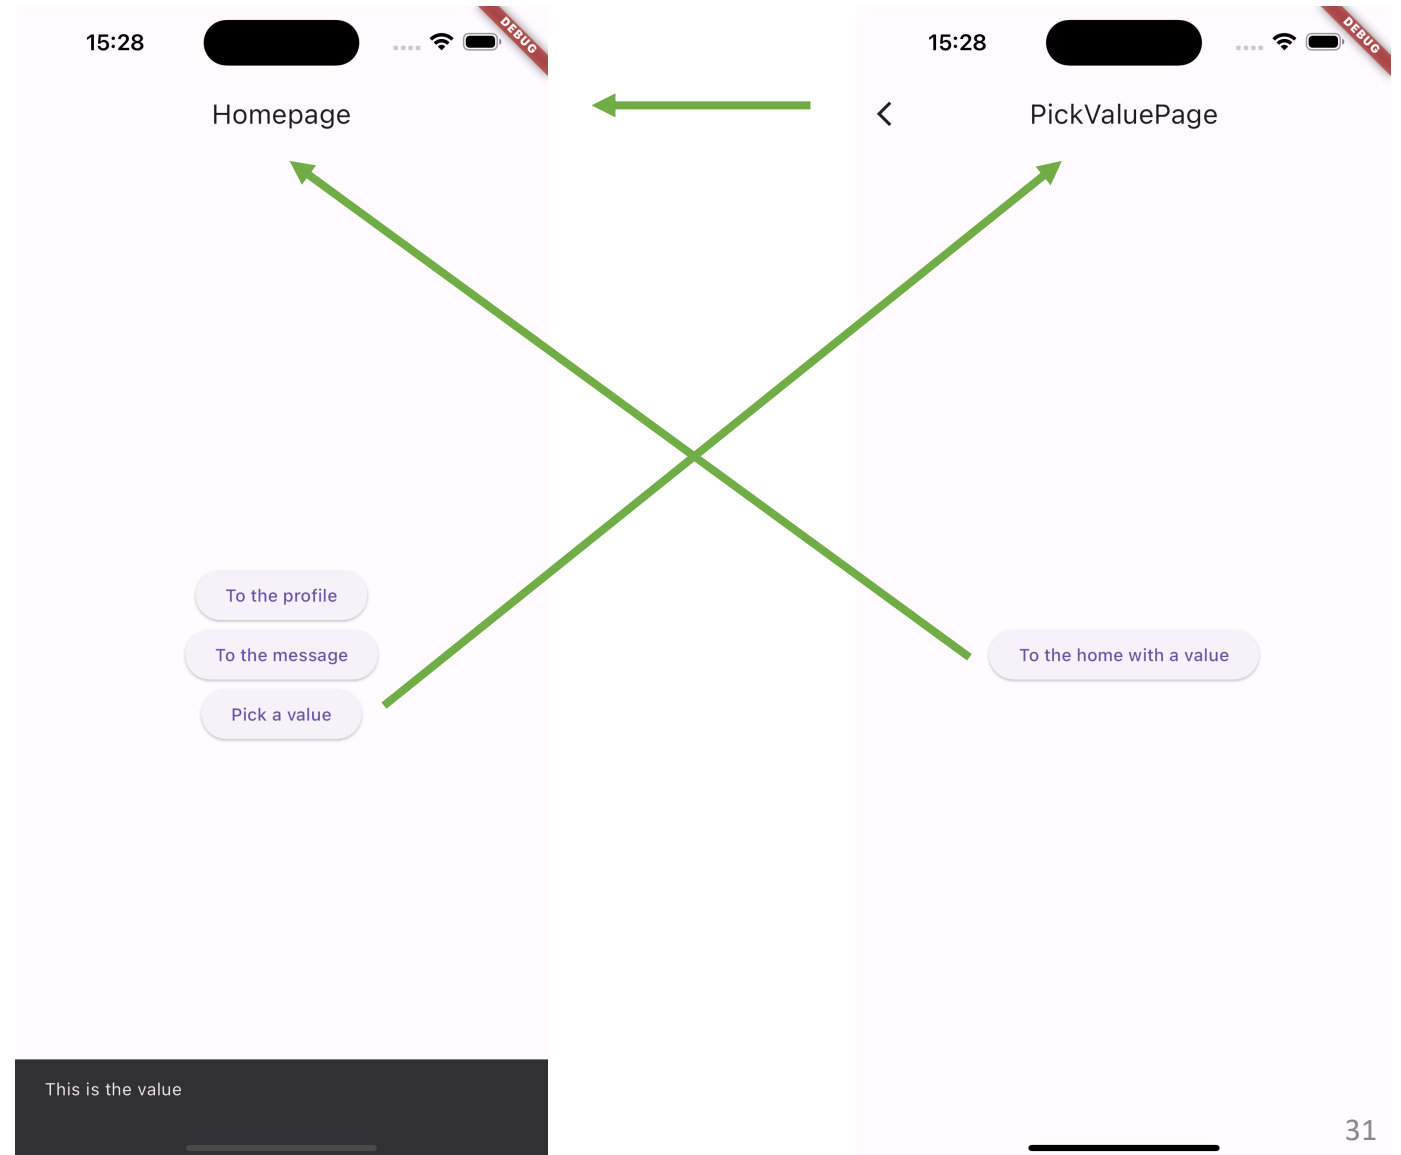 15:28
DEBUG
Homepage
To the profile
To the message
Pick a value
This is the value
15:28
DEBUG
PickValuePage
To the home with a value
31